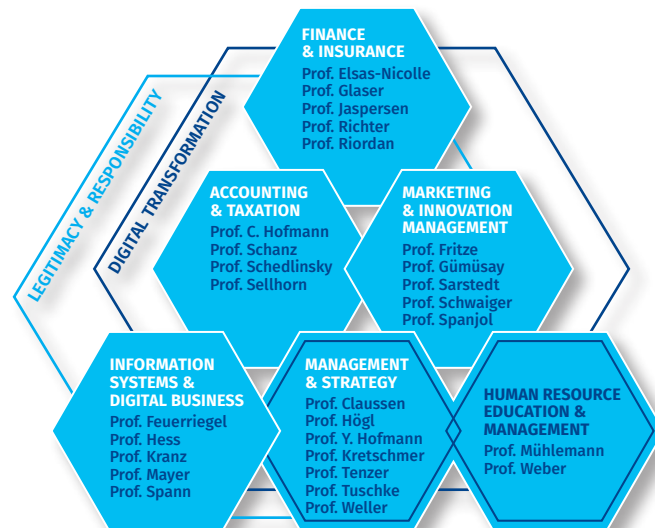 FINANCE
& INSURANCE
Prof. Elsas-Nicolle
Prof. Glaser
Prof. Jaspersen
Prof. Richter
Prof. Riordan
LEGITIMACY & RESPONSIBILITY
DIGITAL TRANSFORMATION
ACCOUNTING
& TAXATION
Prof. C. Hofmann
Prof. Schanz
Prof. Schedlinsky
Prof. Sellhorn
MARKETING
& INNOVATION
MANAGEMENT
Prof. Fritze
Prof. Gümüsay
Prof. Sarstedt
Prof. Schwaiger
Prof. Spanjol
INFORMATION
SYSTEMS &
DIGITAL BUSINESS
Prof. Feuerriegel
Prof. Hess
Prof. Kranz
Prof. Mayer
Prof. Spann
MANAGEMENT
& STRATEGY
Prof. Claussen
Prof. Högl
Prof. Y. Hofmann
Prof. Kretschmer
Prof. Tenzer
Prof. Tuschke
Prof. Weller
HUMAN RESOURCE
EDUCATION &
MANAGEMENT
Prof. Mühlemann
Prof. Weber